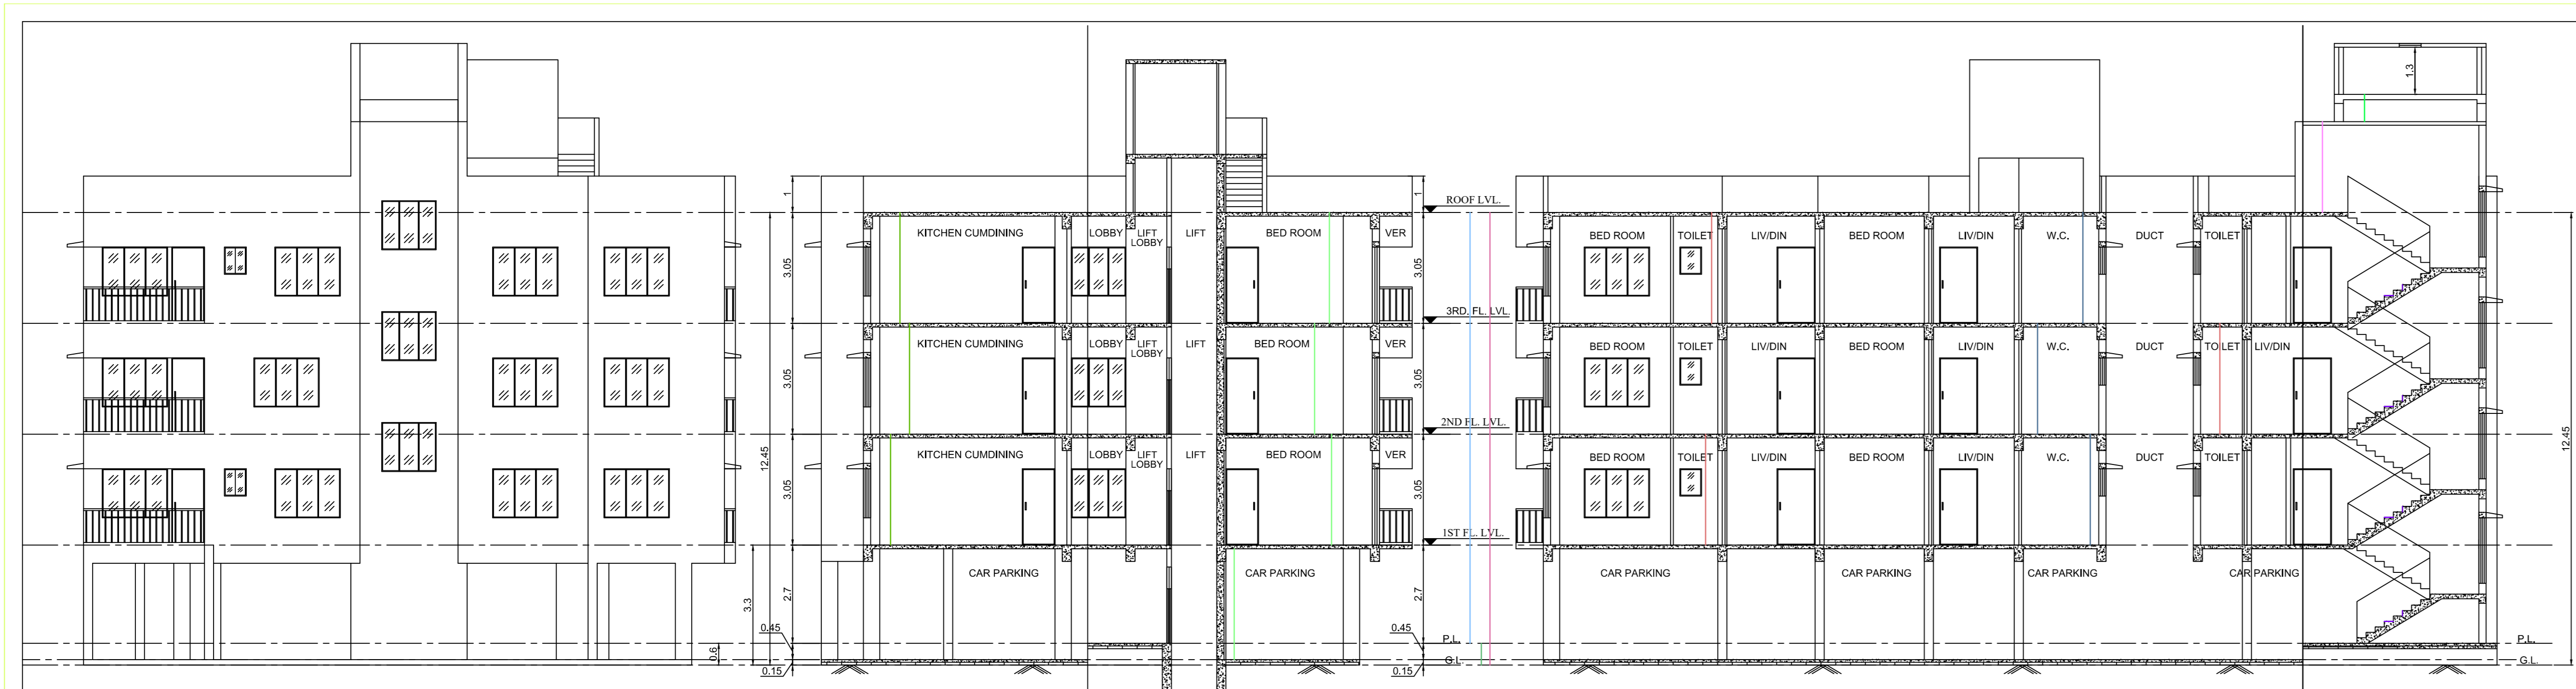 1.3
1
1
ROOF LVL.
KITCHEN CUMDINING
LOBBY
LIFT
LOBBY
LIFT
BED ROOM
VER
BED ROOM
TOILET
LIV/DIN
BED ROOM
LIV/DIN
W.C.
DUCT
TOILET
3.05
3.05
3RD. FL. LVL.
KITCHEN CUMDINING
LOBBY
LIFT
LOBBY
LIFT
BED ROOM
VER
BED ROOM
TOILET
LIV/DIN
BED ROOM
LIV/DIN
W.C.
DUCT
TOILET
LIV/DIN
3.05
3.05
2ND FL. LVL.
12.45
12.45
KITCHEN CUMDINING
LOBBY
LIFT
LOBBY
LIFT
BED ROOM
VER
BED ROOM
TOILET
LIV/DIN
BED ROOM
LIV/DIN
W.C.
DUCT
TOILET
3.05
3.05
1ST FL. LVL.
CAR PARKING
CAR PARKING
CAR PARKING
CAR PARKING
CAR PARKING
CAR PARKING
3.3
2.7
2.7
0.45
0.45
P.L.
P.L.
0.6
G.L.
G.L.
0.15
0.15